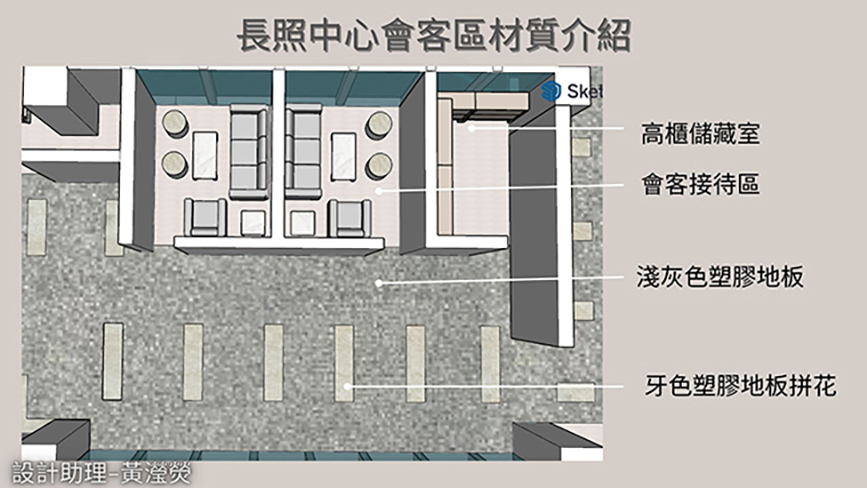 長照中心會客區材質介紹
Sket
高櫃儲藏室
會客接待區
淺灰色塑膠地板
牙色塑膠地板拼花
設計助理-黃瀅熒